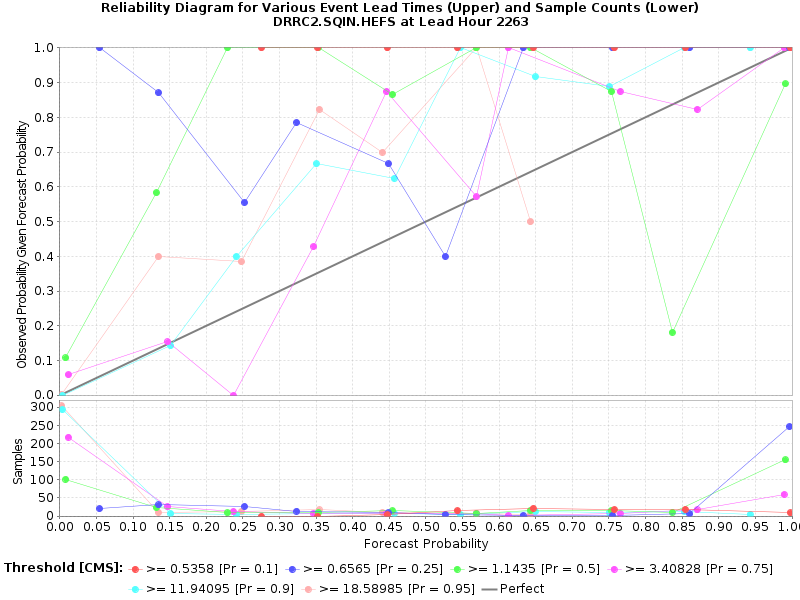 Reliability Diagram for Various Event Lead Times (Upper) and Sample Counts (Lower)
DRRC2.SQIN.HEFS at Lead Hour 2263
Observed Probability Given Forecast Probability
1.0
0.9
0.8
0.7
0.6
0.5
0.4
0.3
0.2
0.1
0.0
Samples
300
250
200
150
100
50
0
0.00 0.05 0.10 0.15 0.20 0.25 0.30 0.35 0.40 0.45 0.50 0.55 0.60 0.65 0.70 0.75 0.80 0.85 0.90 0.95 1.0
Forecast Probability
Threshold [CMS]: >= 0.5358 [Pr = 0.1] >= 0.6565 [Pr = 0.25] >= 1.1435 [Pr = 0.5] >= 3.40828 [Pr = 0.75]
>= 11.94095 [Pr = 0.9] >= 18.58985 [Pr = 0.95] Perfect